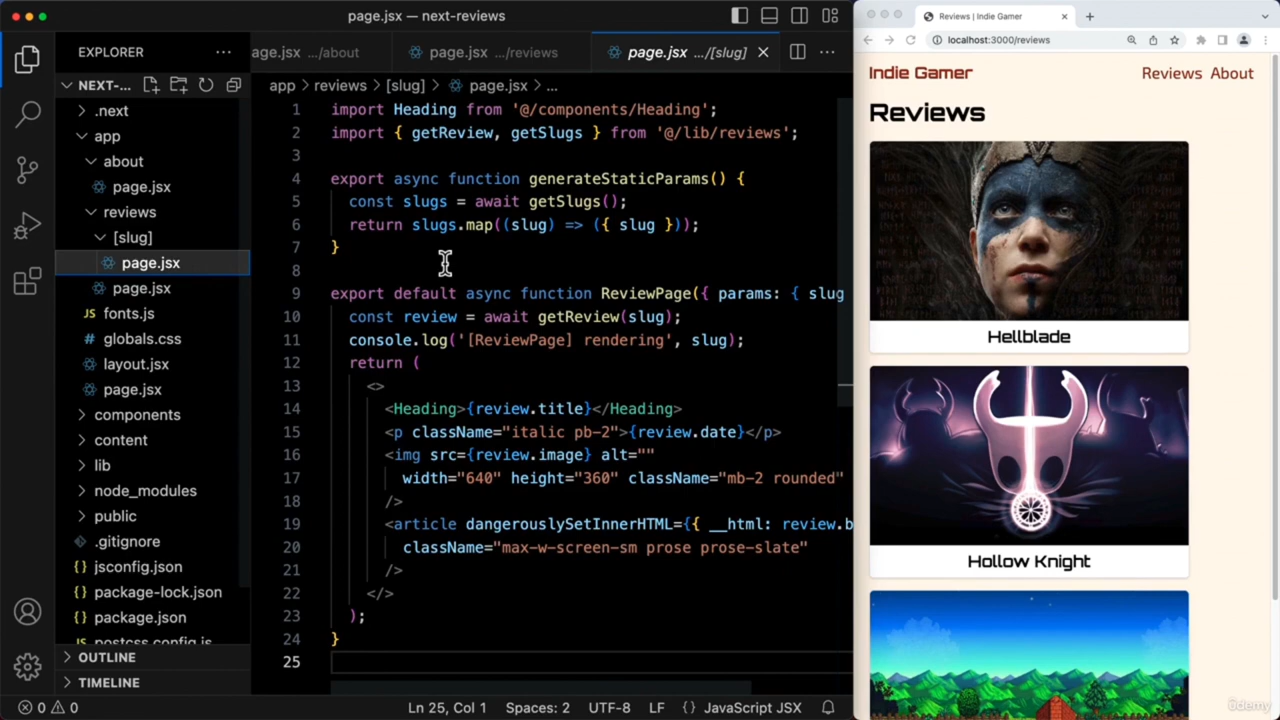 page.jsx — next-reviews
EXPLORER
NEXT-...
.next
app
about
page.jsx
reviews
[slug]
page.jsx
page.jsx
fonts.js
globals.css
layout.jsx
page.jsx
components
content
lib
node_modules
public
.gitignore
jsconfig.json
package-lock.json
package.json
postcss.config.js
OUTLINE
TIMELINE
age.jsx .../about
page.jsx .../reviews
page.jsx .../[slug]
app > reviews > [slug] > page.jsx > ...
1 import Heading from '@/components/Heading';
2 import { getReview, getSlugs } from '@/lib/reviews';
3
4 export async function generateStaticParams() {
5 const slugs = await getSlugs();
6 return slugs.map((slug) => ({ slug }));
7 }
8
9 export default async function ReviewPage({ params: { slug
10 const review = await getReview(slug);
11 console.log('[ReviewPage] rendering', slug);
12 return (
13 <>
14 <Heading>{review.title}</Heading>
15 <p className="italic pb-2">{review.date}</p>
16 <img src={review.image} alt=""
17 width="640" height="360" className="mb-2 rounded"
18 />
19 <article dangerouslySetInnerHTML={{ __html: review.b
20 className="max-w-screen-sm prose prose-slate"
21 />
22 </>
23 );
24 }
25
0 0
Ln 25, Col 1
Spaces: 2
UTF-8
LF
{} JavaScript JSX
Reviews | Indie Gamer
localhost:3000/reviews
Indie Gamer
Reviews About
Reviews
Hellblade
Hollow Knight
ûdemy